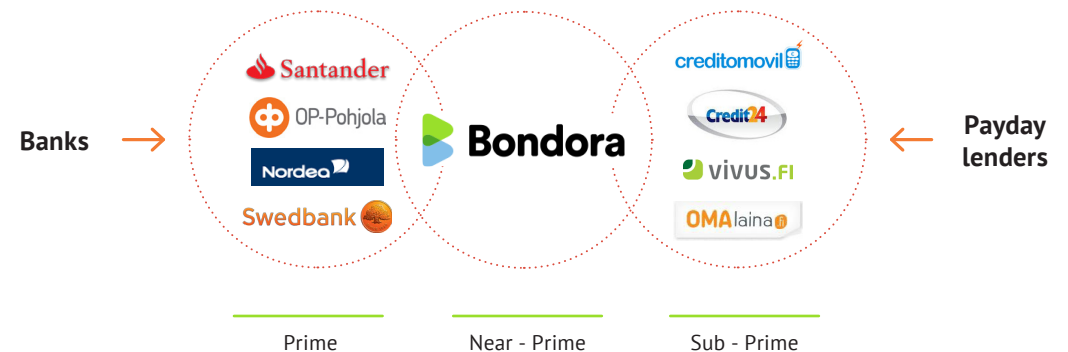 Banks
Santander
OP-Pohjola
Nordea
Swedbank
Bondora
creditomovil
Credit24
vivus.FI
OMAlaina fi
Payday
lenders
Prime
Near - Prime
Sub - Prime